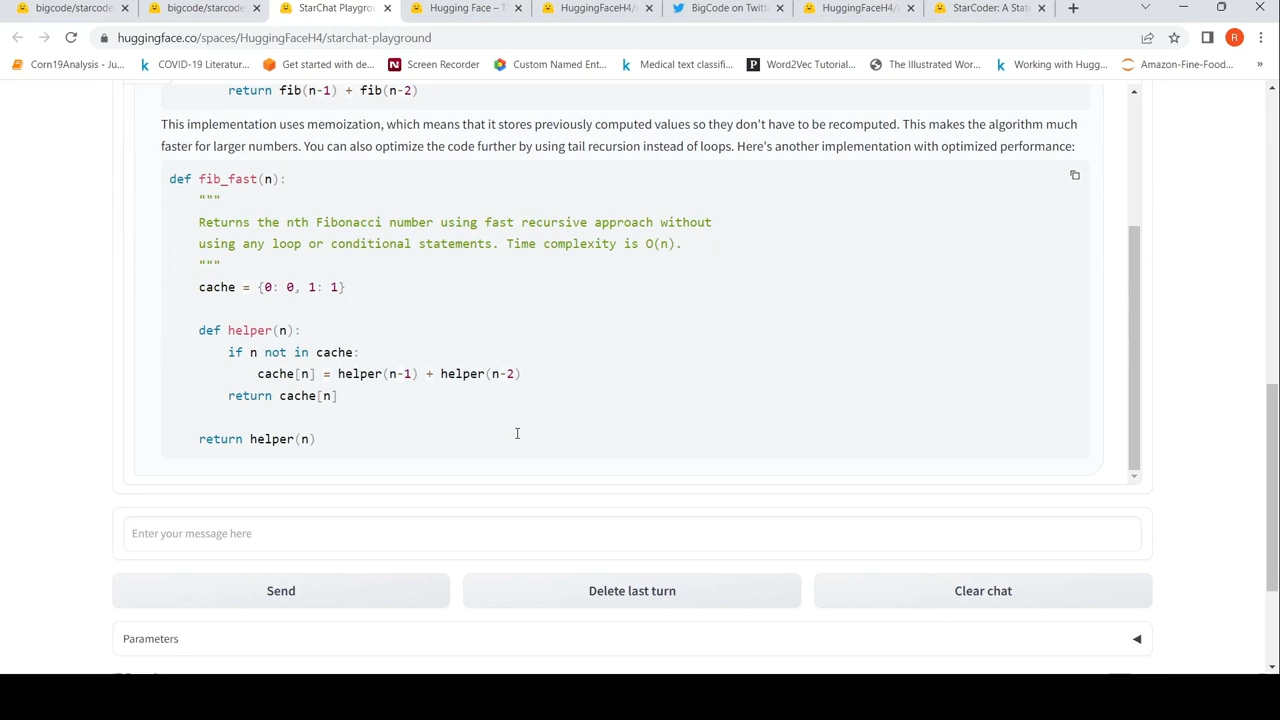 bigcode/starcode
bigcode/starcode
StarChat Playgrou
Hugging Face – T
HuggingFaceH4/s
BigCode on Twitt
HuggingFaceH4/s
StarCoder: A Stat
huggingface.co/spaces/HuggingFaceH4/starchat-playground
R
Corn19Analysis - Ju...
COVID-19 Literatur...
Get started with de...
Screen Recorder
Custom Named Ent...
Medical text classifi...
Word2Vec Tutorial...
The Illustrated Wor...
Working with Hugg...
Amazon-Fine-Food...
»
return fib(n-1) + fib(n-2)
This implementation uses memoization, which means that it stores previously computed values so they don't have to be recomputed. This makes the algorithm much
faster for larger numbers. You can also optimize the code further by using tail recursion instead of loops. Here's another implementation with optimized performance:
def fib_fast(n):
"""
Returns the nth Fibonacci number using fast recursive approach without
using any loop or conditional statements. Time complexity is O(n).
"""
cache = {0: 0, 1: 1}
def helper(n):
if n not in cache:
cache[n] = helper(n-1) + helper(n-2)
return cache[n]
return helper(n)
Enter your message here
Send
Delete last turn
Clear chat
Parameters